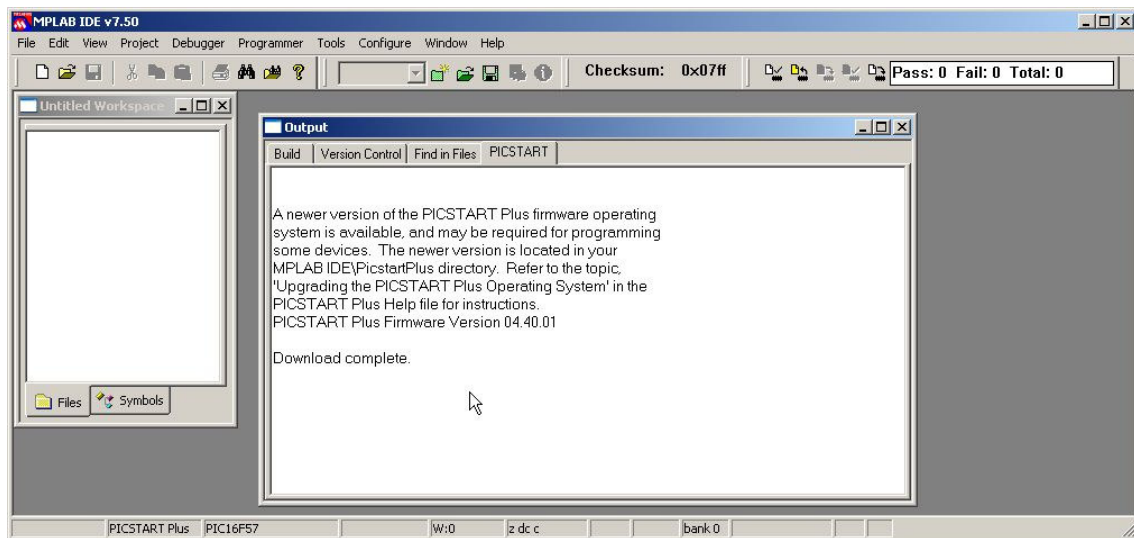 MPLAB IDE v7.50
File Edit View Project Debugger Programmer Tools Configure Window Help
Checksum: 0x07ff Pass: 0 Fail: 0 Total: 0
Untitled Workspace
Output
Build Version Control Find in Files PICSTART
A newer version of the PICSTART Plus firmware operating
system is available, and may be required for programming
some devices. The newer version is located in your
MPLAB IDE\PicstartPlus directory. Refer to the topic,
'Upgrading the PICSTART Plus Operating System' in the
PICSTART Plus Help file for instructions.
PICSTART Plus Firmware Version 04.40.01
Download complete.
Files Symbols
PICSTART Plus PIC16F57 W:0 z dc c bank 0